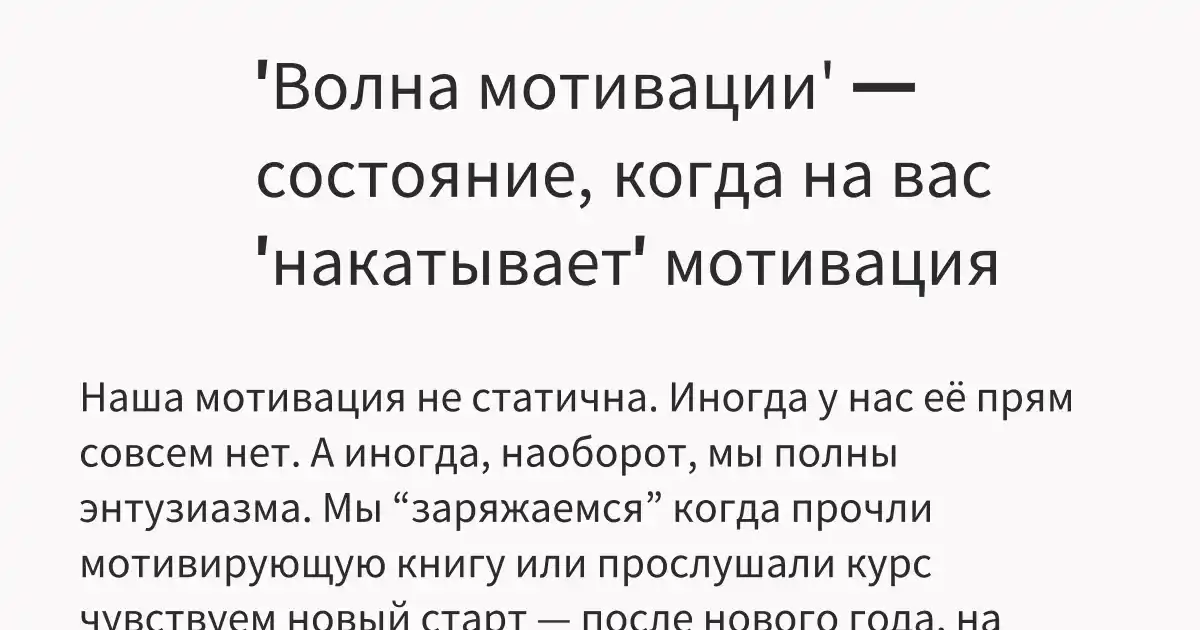 'Волна мотивации' —
состояние, когда на вас
'накатывает' мотивация
Наша мотивация не статична. Иногда у нас её прям
совсем нет. А иногда, наоборот, мы полны
энтузиазма. Мы “заряжаемся” когда прочли
мотивирующую книгу или прослушали курс
чувствуем новый старт — после нового года, на